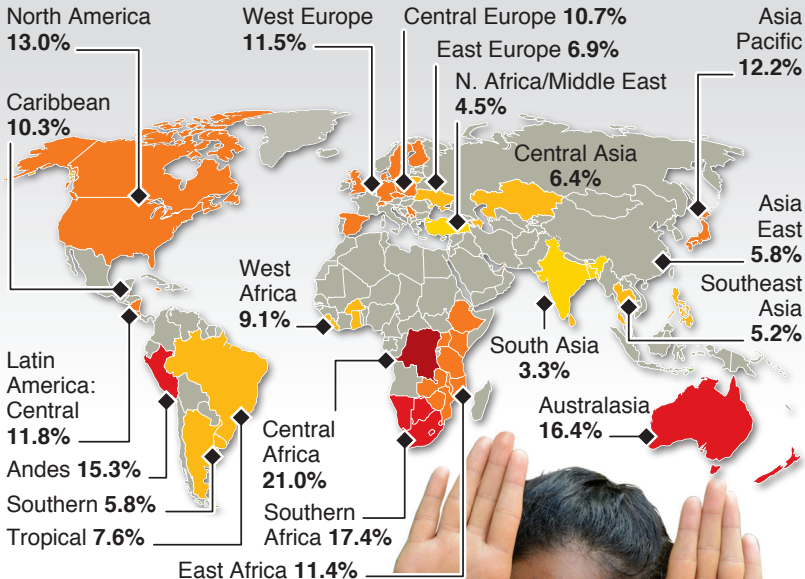 North America
13.0%
West Europe
11.5%
Central Europe 10.7%
East Europe 6.9%
N. Africa/Middle East
4.5%
Asia
Pacific
12.2%
Caribbean
10.3%
Central Asia
6.4%
Asia
East
5.8%
West
Africa
9.1%
Southeast
Asia
5.2%
South Asia
3.3%
Latin
America:
Central
11.8%
Andes 15.3%
Southern 5.8%
Tropical 7.6%
Central
Africa
21.0%
Southern
Africa 17.4%
East Africa 11.4%
Australasia
16.4%